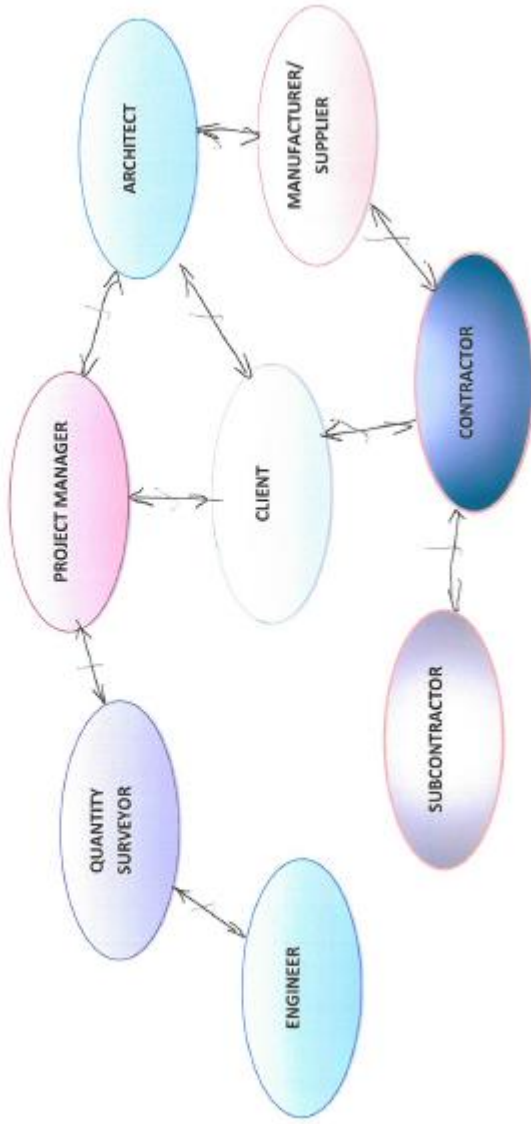 PROJECT MANAGER
QUANTITY
SURVEYOR
ARCHITECT
CLIENT
ENGINEER
MANUFACTURER/
SUPPLIER
SUBCONTRACTOR
CONTRACTOR